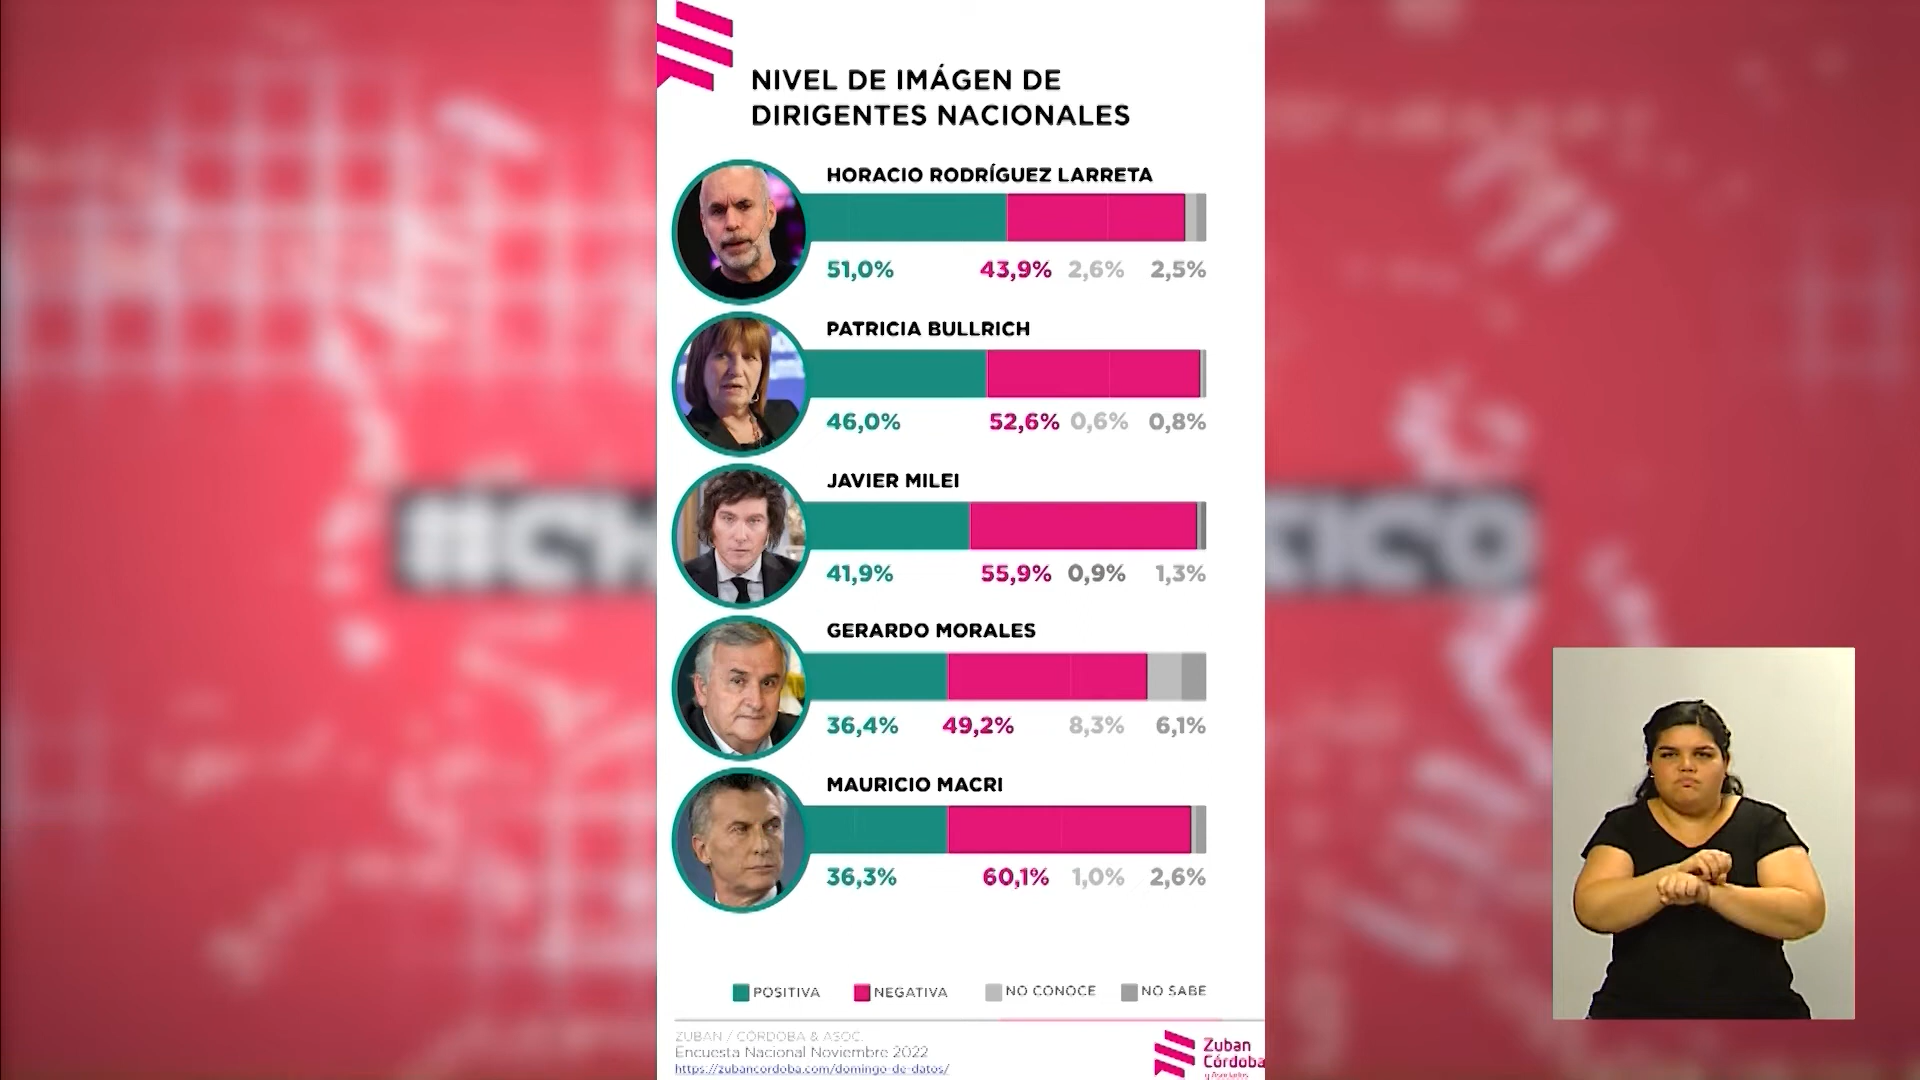 NIVEL DE IMÁGEN DE
DIRIGENTES NACIONALES
HORACIO RODRÍGUEZ LARRETA
51,0% 43,9% 2,6% 2,5%
PATRICIA BULLRICH
46,0% 52,6% 0,6% 0,8%
JAVIER MILEI
41,9% 55,9% 0,9% 1,3%
GERARDO MORALES
36,4% 49,2% 8,3% 6,1%
MAURICIO MACRI
36,3% 60,1% 1,0% 2,6%
POSITIVA NEGATIVA NO CONOCE NO SABE
ZUBAN / CÓRDOBA & ASOC.
Encuesta Nacional Noviembre 2022
https://zubancordoba.com/domingo-de-datos/
Zuban
Córdoba
y Asociados
#CH
ICO